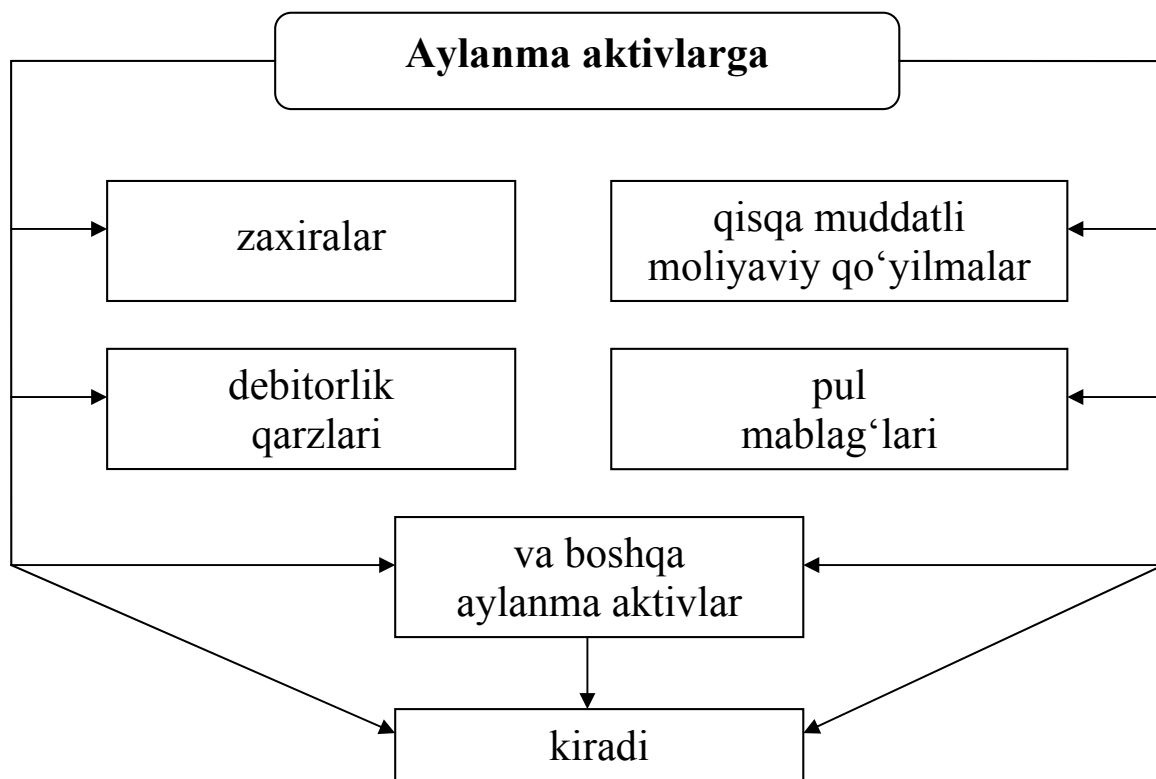 Aylanma aktivlarga
zaxiralar
qisqa muddatli
moliyaviy qo‘yilmalar
debitorlik
qarzlari
pul
mablag‘lari
va boshqa
aylanma aktivlar
kiradi